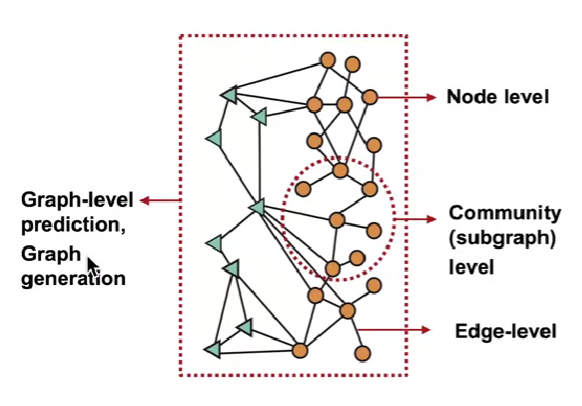 Node level
Graph-level
prediction,
Graph
generation
Community
(subgraph)
level
Edge-level